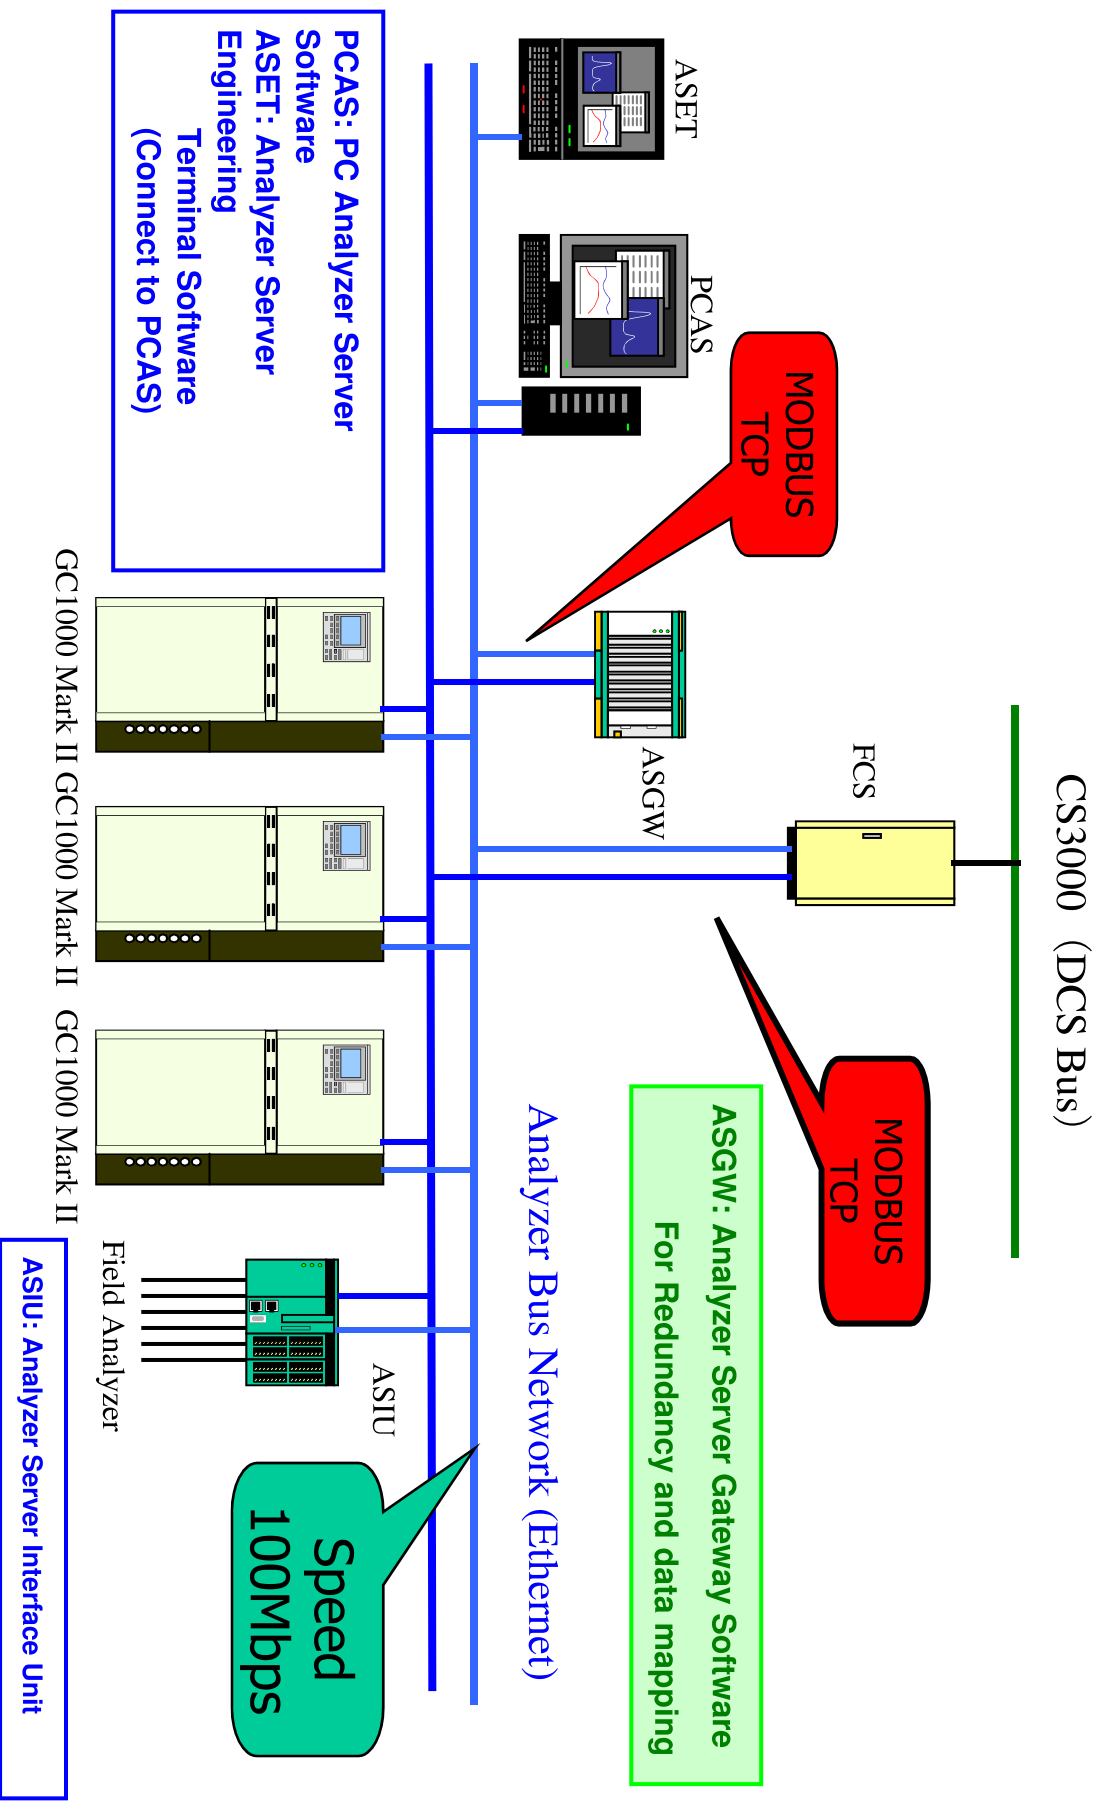 CS3000 (DCS Bus)
FCS
MODBUS
TCP
MODBUS
TCP
ASET
PCAS
ASGW
ASGW: Analyzer Server Gateway Software
For Redundancy and data mapping
Analyzer Bus Network (Ethernet)
PCAS: PC Analyzer Server
Software
ASET: Analyzer Server
Engineering
Terminal Software
(Connect to PCAS)
ASIU
Speed
100Mbps
Field Analyzer
GC1000 Mark II GC1000 Mark II GC1000 Mark II
ASIU: Analyzer Server Interface Unit